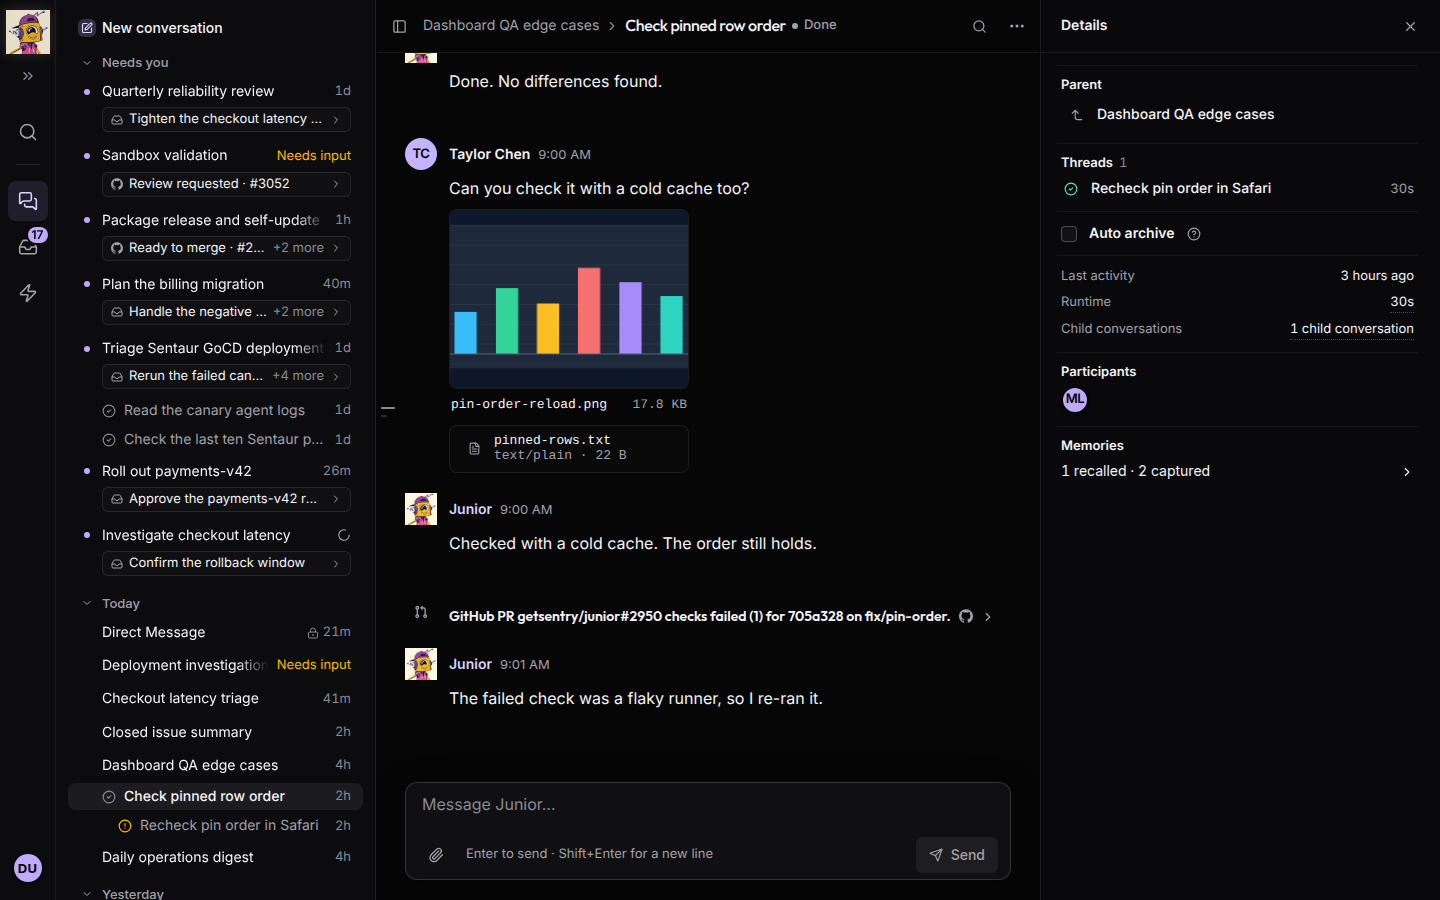 New conversation
Needs you
Quarterly reliability review 1d
Tighten the checkout latency ...
Sandbox validation Needs input
Review requested · #3052
Package release and self-update 1h
Ready to merge · #2... +2 more
Plan the billing migration 40m
Handle the negative ... +2 more
Triage Sentaur GoCD deployment 1d
Rerun the failed can... +4 more
Read the canary agent logs 1d
Check the last ten Sentaur p... 1d
Roll out payments-v42 26m
Approve the payments-v42 r...
Investigate checkout latency
Confirm the rollback window
Today
Direct Message 21m
Deployment investigation Needs input
Checkout latency triage 41m
Closed issue summary 2h
Dashboard QA edge cases 4h
Check pinned row order 2h
Recheck pin order in Safari 2h
Daily operations digest 4h
Yesterday
17
DU
Dashboard QA edge cases > Check pinned row order Done
Done. No differences found.
TC Taylor Chen 9:00 AM
Can you check it with a cold cache too?
pin-order-reload.png 17.8 KB
pinned-rows.txt
text/plain · 22 B
Junior 9:00 AM
Checked with a cold cache. The order still holds.
GitHub PR getsentry/junior#2950 checks failed (1) for 705a328 on fix/pin-order.
Junior 9:01 AM
The failed check was a flaky runner, so I re-ran it.
Message Junior...
Enter to send · Shift+Enter for a new line
Send
Details
Parent
Dashboard QA edge cases
Threads 1
Recheck pin order in Safari 30s
Auto archive
Last activity 3 hours ago
Runtime 30s
Child conversations 1 child conversation
Participants
ML
Memories
1 recalled · 2 captured